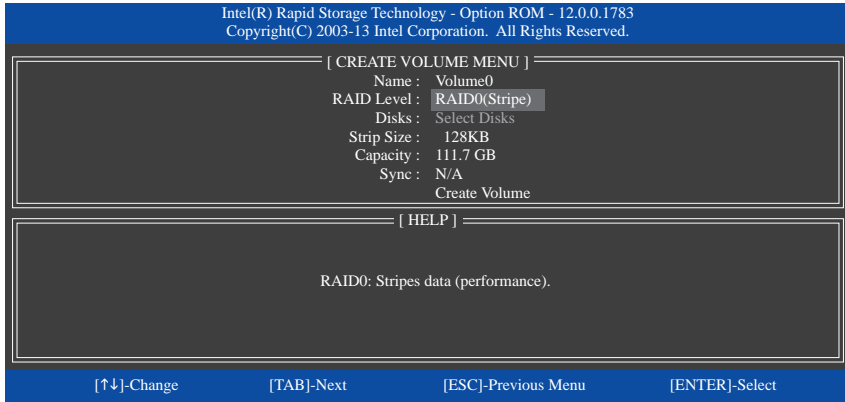 Intel(R) Rapid Storage Technology - Option ROM - 12.0.0.1783
Copyright(C) 2003-13 Intel Corporation. All Rights Reserved.
[ CREATE VOLUME MENU ]
Name : Volume0
RAID Level : RAID0(Stripe)
Disks : Select Disks
Strip Size : 128KB
Capacity : 111.7 GB
Sync : N/A
Create Volume
[ HELP ]
RAID0: Stripes data (performance).
[↑↓]-Change [TAB]-Next [ESC]-Previous Menu [ENTER]-Select